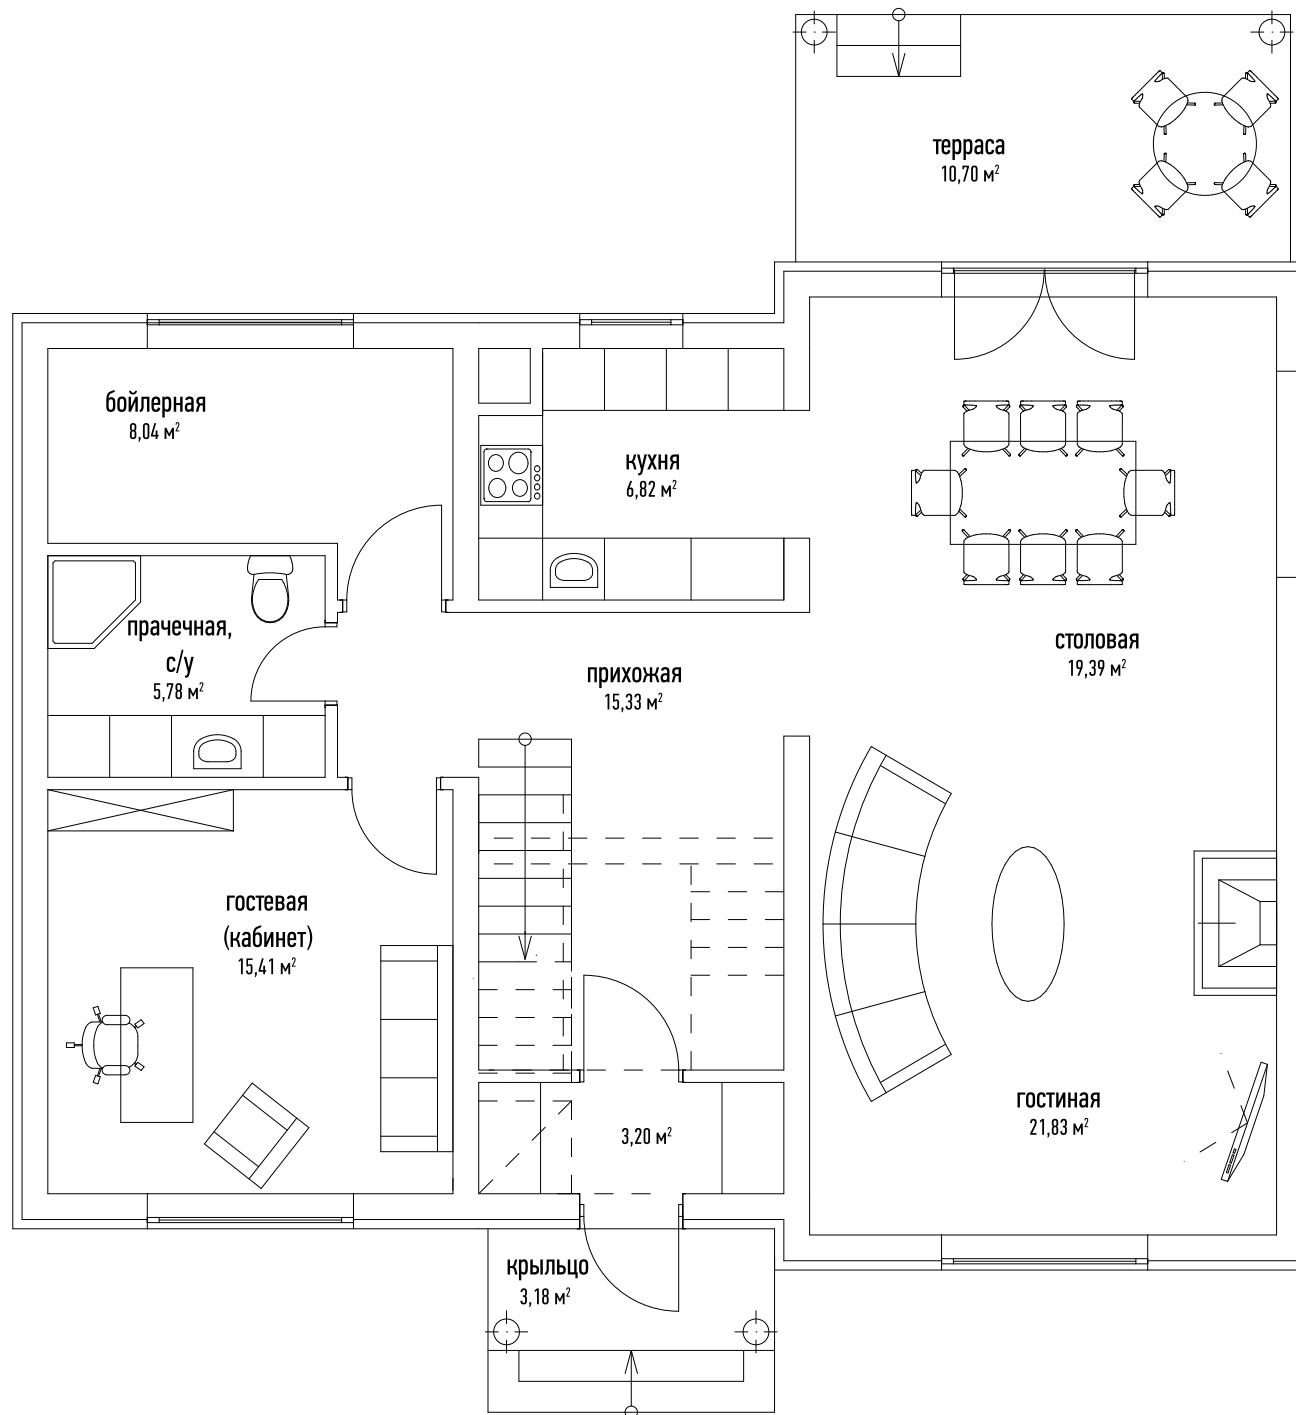 терраса
10,70 м²
бойлерная
8,04 м²
кухня
6,82 м²
прачечная,
с/у
5,78 м²
прихожая
15,33 м²
столовая
19,39 м²
гостевая
(кабинет)
15,41 м²
гостиная
21,83 м²
3,20 м²
крыльцо
3,18 м²